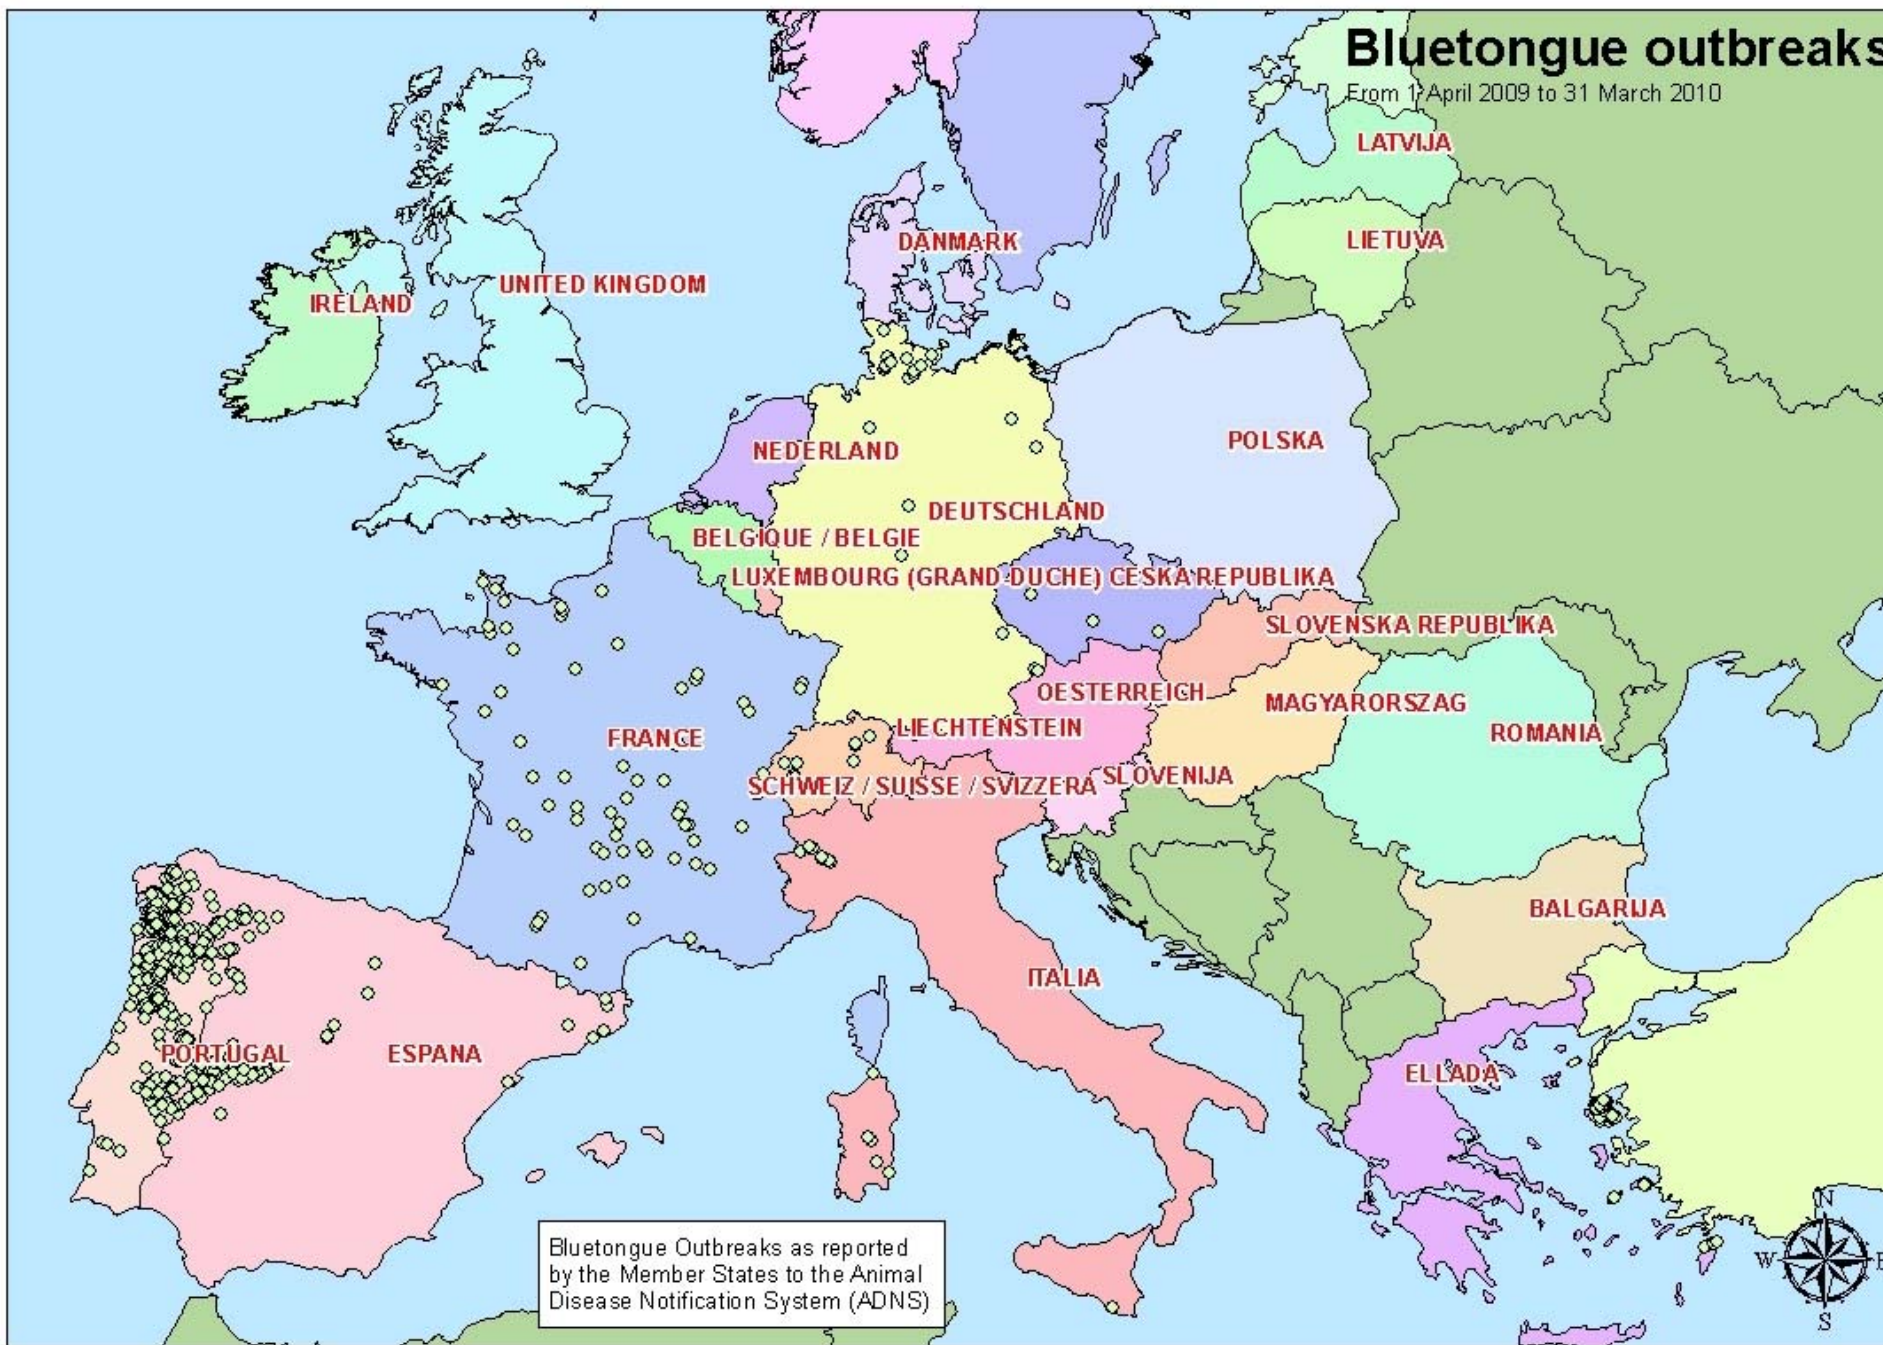 Bluetongue outbreaks
From 1 April 2009 to 31 March 2010
LATVIJA
LIETUVA
DANMARK
UNITED KINGDOM
IRELAND
POLSKA
NEDERLAND
DEUTSCHLAND
BELGIQUE / BELGIE
LUXEMBOURG (GRAND-DUCHE)
CESKA REPUBLIKA
SLOVENSKA REPUBLIKA
OESTERREICH
MAGYARORSZAG
LIECHTENSTEIN
ROMANIA
FRANCE
SCHWEIZ / SUISSE / SVIZZERA
SLOVENIJA
BALGARIJA
ITALIA
PORTUGAL
ESPANA
ELLADA
N
W
E
S
Bluetongue Outbreaks as reported
by the Member States to the Animal
Disease Notification System (ADNS)